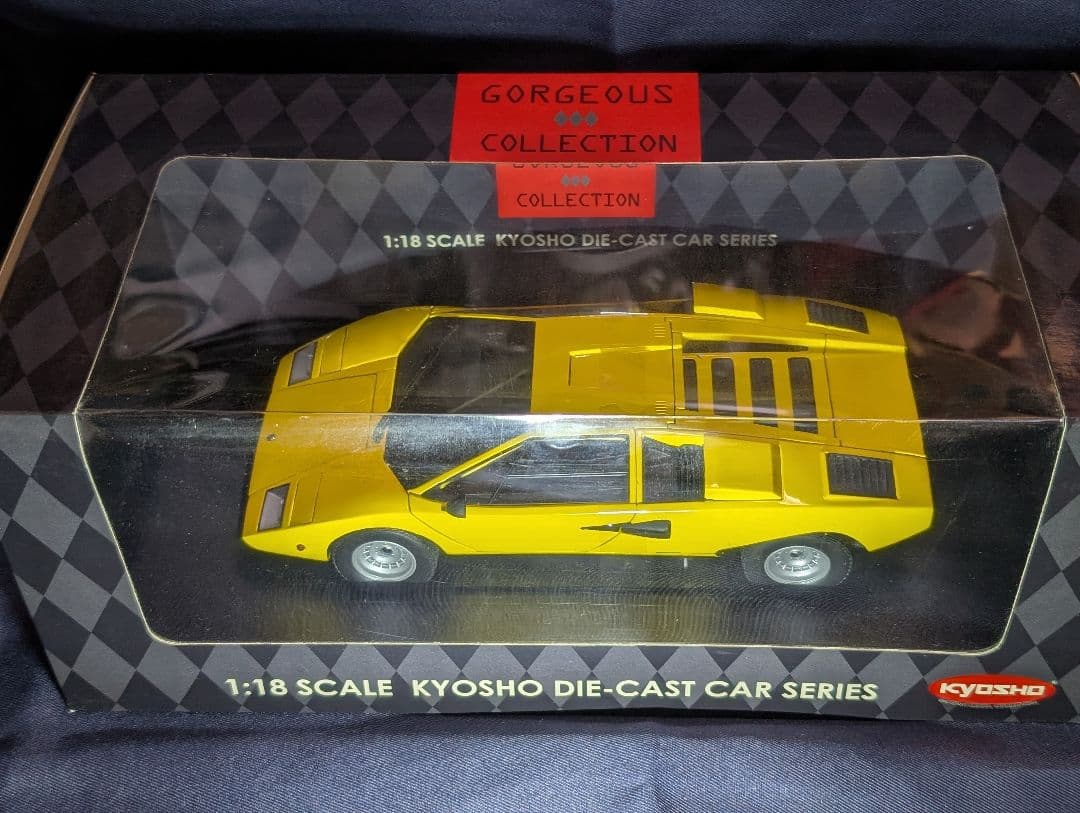 GORGEOUS
COLLECTION
GORGEOUS
COLLECTION
1:18 SCALE KYOSHO DIE-CAST CAR SERIES
1:18 SCALE KYOSHO DIE-CAST CAR SERIES
KYOSHO